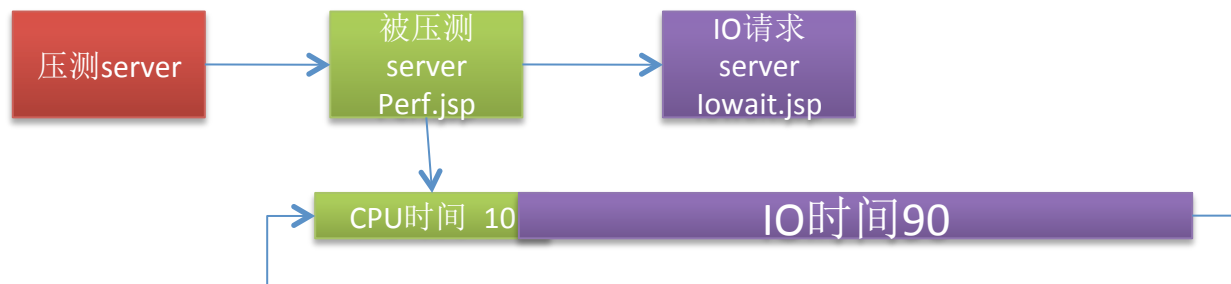 压测server
被压测
server
Perf.jsp
IO请求
server
Iowait.jsp
CPU时间 10
IO时间90